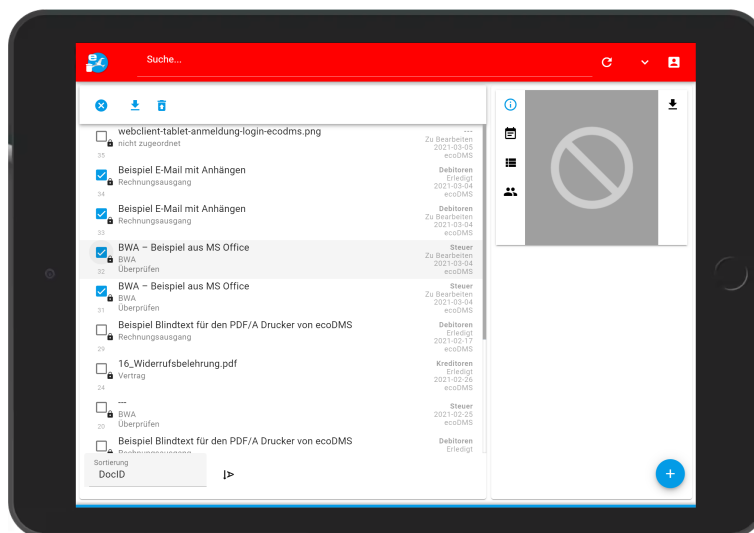 Suche...
webclient-tablet-anmeldung-login-ecodms.png
nicht zugeordnet
35
---
Zu Bearbeiten
2021-03-05
ecoDMS
Beispiel E-Mail mit Anhängen
Rechnungsausgang
34
Debitoren
Erledigt
2021-03-04
ecoDMS
Beispiel E-Mail mit Anhängen
Rechnungsausgang
33
Debitoren
Zu Bearbeiten
2021-03-04
ecoDMS
BWA – Beispiel aus MS Office
BWA
Überprüfen
32
Steuer
Zu Bearbeiten
2021-03-04
ecoDMS
BWA – Beispiel aus MS Office
BWA
Überprüfen
31
Steuer
Zu Bearbeiten
2021-03-04
ecoDMS
Beispiel Blindtext für den PDF/A Drucker von ecoDMS
Rechnungsausgang
29
Debitoren
Erledigt
2021-02-17
ecoDMS
16_Widerrufsbelehrung.pdf
Vertrag
24
Kreditoren
Erledigt
2021-02-26
ecoDMS
---
BWA
Überprüfen
20
Steuer
2021-02-25
ecoDMS
Beispiel Blindtext für den PDF/A Drucker von ecoDMS
Rechnungsausgang
Debitoren
Erledigt
Sortierung
DocID